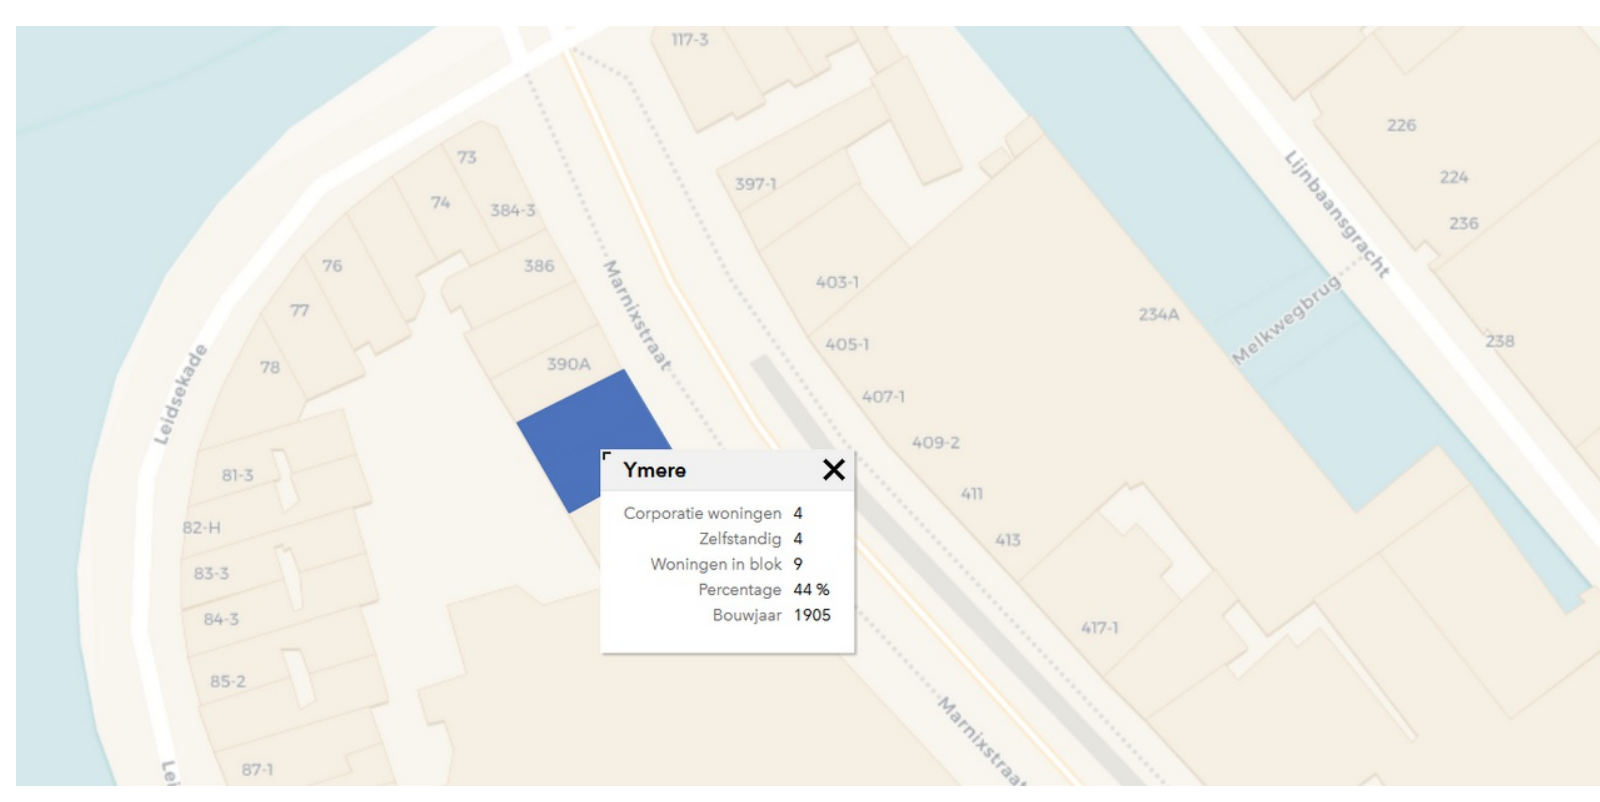 117-3
226
73
224
397-1
74
384-3
236
Lijnbaansgracht
76
386
403-1
77
Marnixstraat
234A
Melkwegbrug
405-1
238
78
390A
Leidsekade
407-1
409-2
81-3
Ymere
411
Corporatie woningen 4
82-H
Zelfstandig 4
413
Woningen in blok 9
83-3
Percentage 44 %
84-3
Bouwjaar 1905
417-1
85-2
Marnixstraat
87-1
Lei